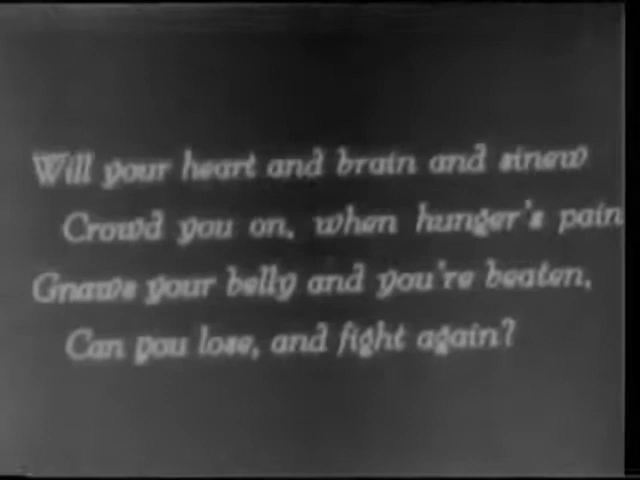 Will your heart and brain and sinew
Crowd you on, when hunger's pain
Gnaws your belly and you're beaten,
Can you lose, and fight again?